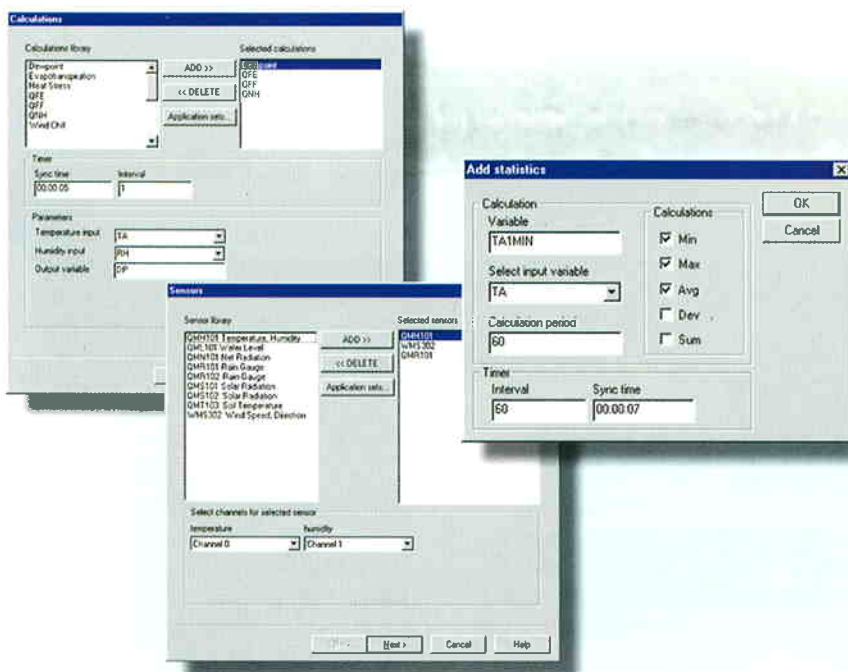 Calculations
Calculations library
Dewpoint
Evapotranspiration
Heat Stress
QFE
QFF
QNH
Wind Chill
ADD >>
<< DELETE
Application sets...
Selected calculations
QFE
QFF
QNH
Timer
Sync time
00:00:05
Interval
1
Parameters
Temperature input
TA
Humidity input
RH
Output variable
DP
Sensors
Sensor library
QMH101 Temperature, Humidity
QML101 Water Level
QMN101 Net Radiation
QMR101 Rain Gauge
QMR102 Rain Gauge
QMS101 Solar Radiation
QMS102 Solar Radiation
QMT103 Soil Temperature
WMS302 Wind Speed, Direction
ADD >>
<< DELETE
Application sets...
Selected sensors
QMH101
WMS302
QMR101
Select channels for selected sensor
temperature
Channel 0
humidity
Channel 1
Next >
Cancel
Help
Add statistics
Calculation
Variable
TA1MIN
Select input variable
TA
Calculation period
60
Calculations
Min
Max
Avg
Dev
Sum
OK
Cancel
Timer
Interval
60
Sync time
00:00:07